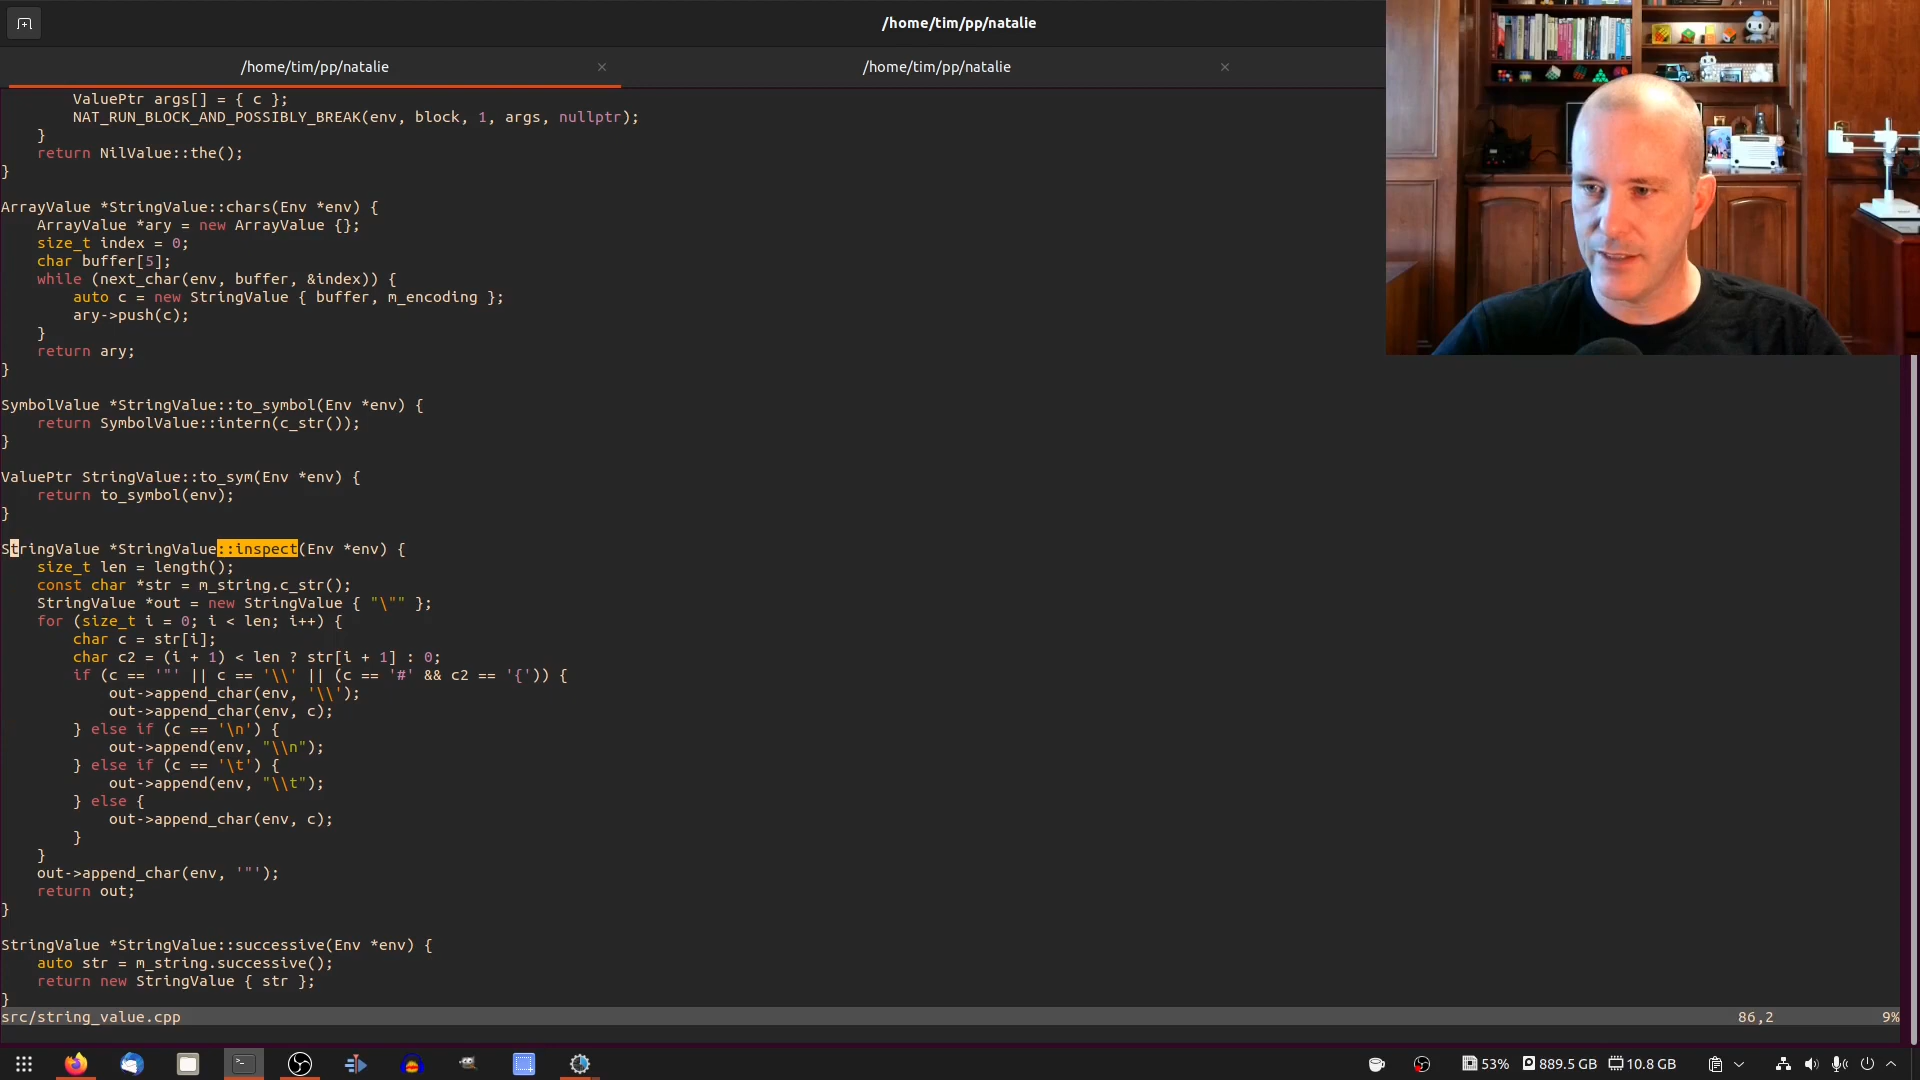 /home/tim/pp/natalie
/home/tim/pp/natalie
/home/tim/pp/natalie
        ValuePtr args[] = { c };
        NAT_RUN_BLOCK_AND_POSSIBLY_BREAK(env, block, 1, args, nullptr);
    }
    return NilValue::the();
}
ArrayValue *StringValue::chars(Env *env) {
    ArrayValue *ary = new ArrayValue {};
    size_t index = 0;
    char buffer[5];
    while (next_char(env, buffer, &index)) {
        auto c = new StringValue { buffer, m_encoding };
        ary->push(c);
    }
    return ary;
}
SymbolValue *StringValue::to_symbol(Env *env) {
    return SymbolValue::intern(c_str());
}
ValuePtr StringValue::to_sym(Env *env) {
    return to_symbol(env);
}
StringValue *StringValue::inspect(Env *env) {
    size_t len = length();
    const char *str = m_string.c_str();
    StringValue *out = new StringValue { "\"" };
    for (size_t i = 0; i < len; i++) {
        char c = str[i];
        char c2 = (i + 1) < len ? str[i + 1] : 0;
        if (c == '"' || c == '\\' || (c == '#' && c2 == '{')) {
            out->append_char(env, '\\');
            out->append_char(env, c);
        } else if (c == '\n') {
            out->append(env, "\\n");
        } else if (c == '\t') {
            out->append(env, "\\t");
        } else {
            out->append_char(env, c);
        }
    }
    out->append_char(env, '"');
    return out;
}
StringValue *StringValue::successive(Env *env) {
    auto str = m_string.successive();
    return new StringValue { str };
}
src/string_value.cpp 86,2 9%
53% 889.5 GB 10.8 GB